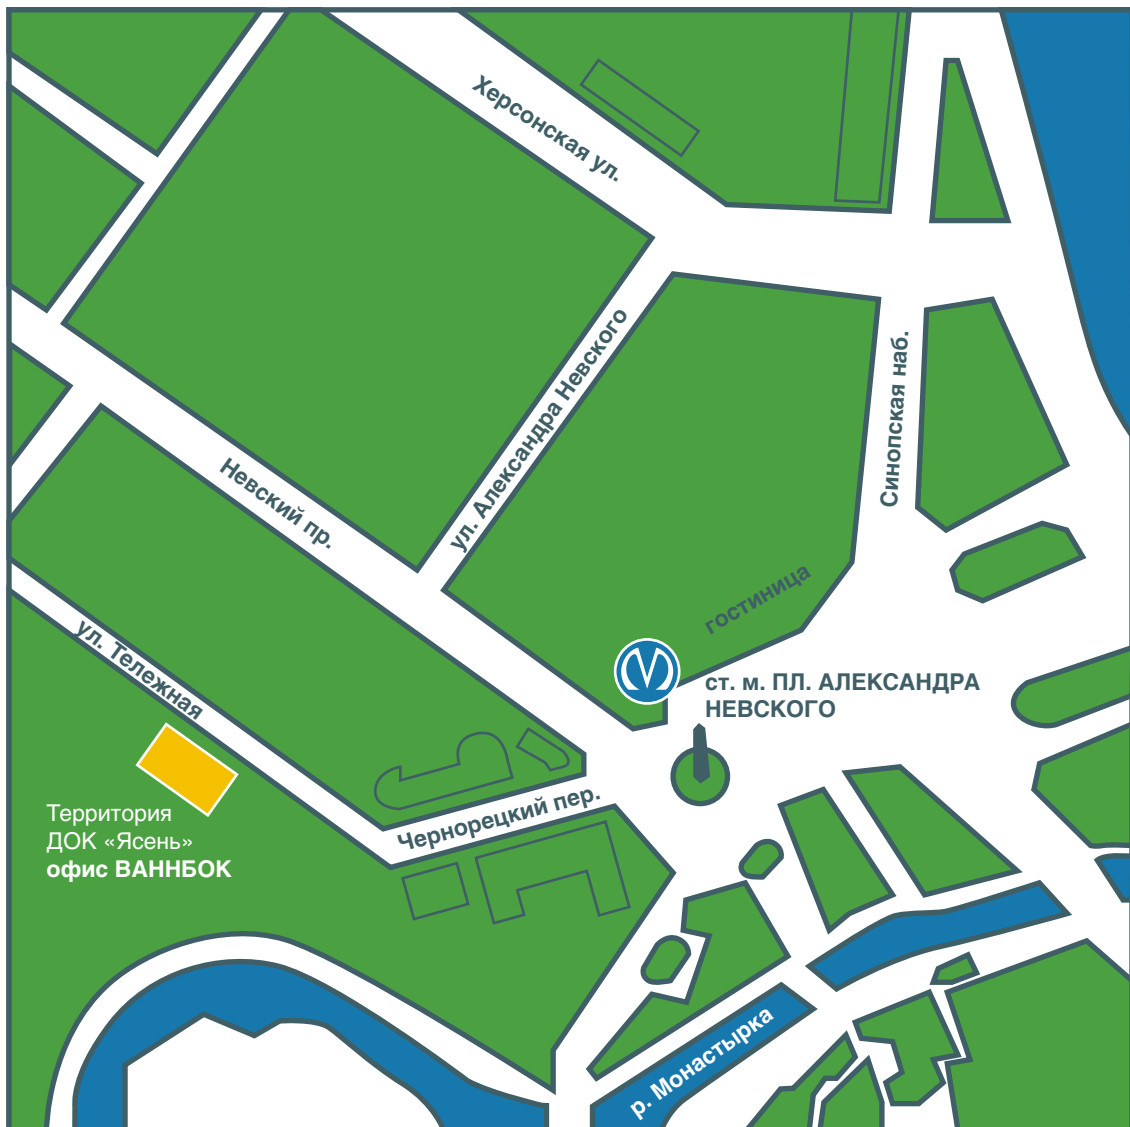 Херсонская ул.
ул. Александра Невского
Синопская наб.
Невский пр.
гостиница
ул. Тележная
ст. м. ПЛ. АЛЕКСАНДРА
НЕВСКОГО
Чернорецкий пер.
Территория
ДОК «Ясень»
офис ВАННБОК
р. Монастырка